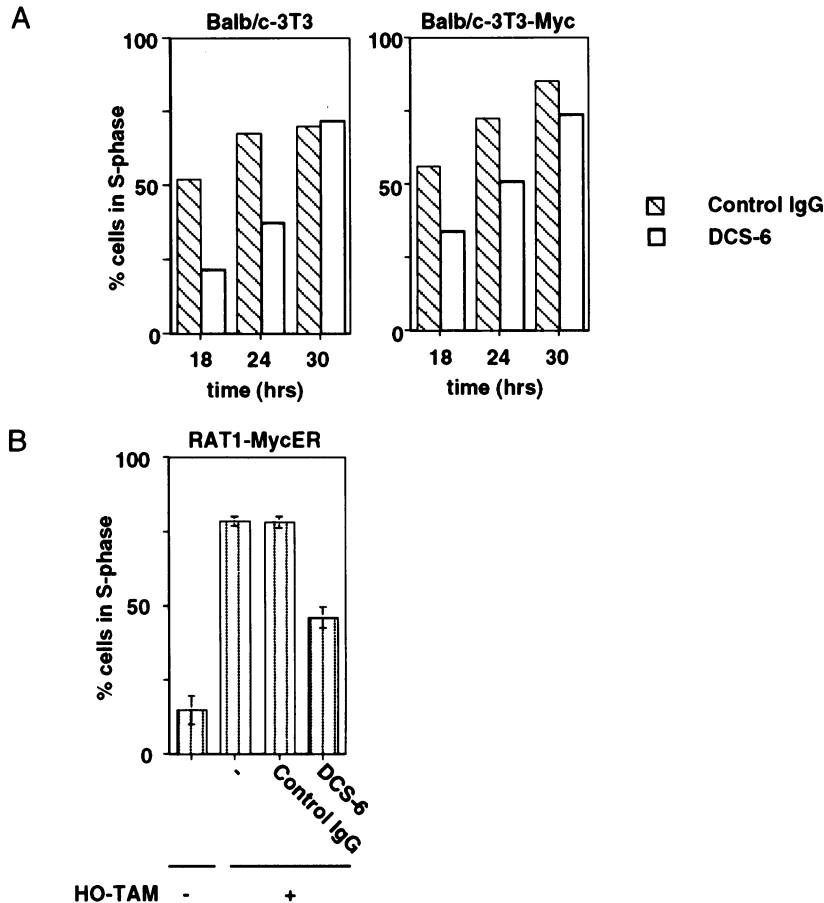 A
Balb/c-3T3
Balb/c-3T3-Myc
100
50
0
% cells in S-phase
18 24 30
time (hrs)
100
50
0
18 24 30
time (hrs)
Control IgG
DCS-6
B
RAT1-MycER
100
50
0
% cells in S-phase
-
Control IgG
DCS-6
HO-TAM - +